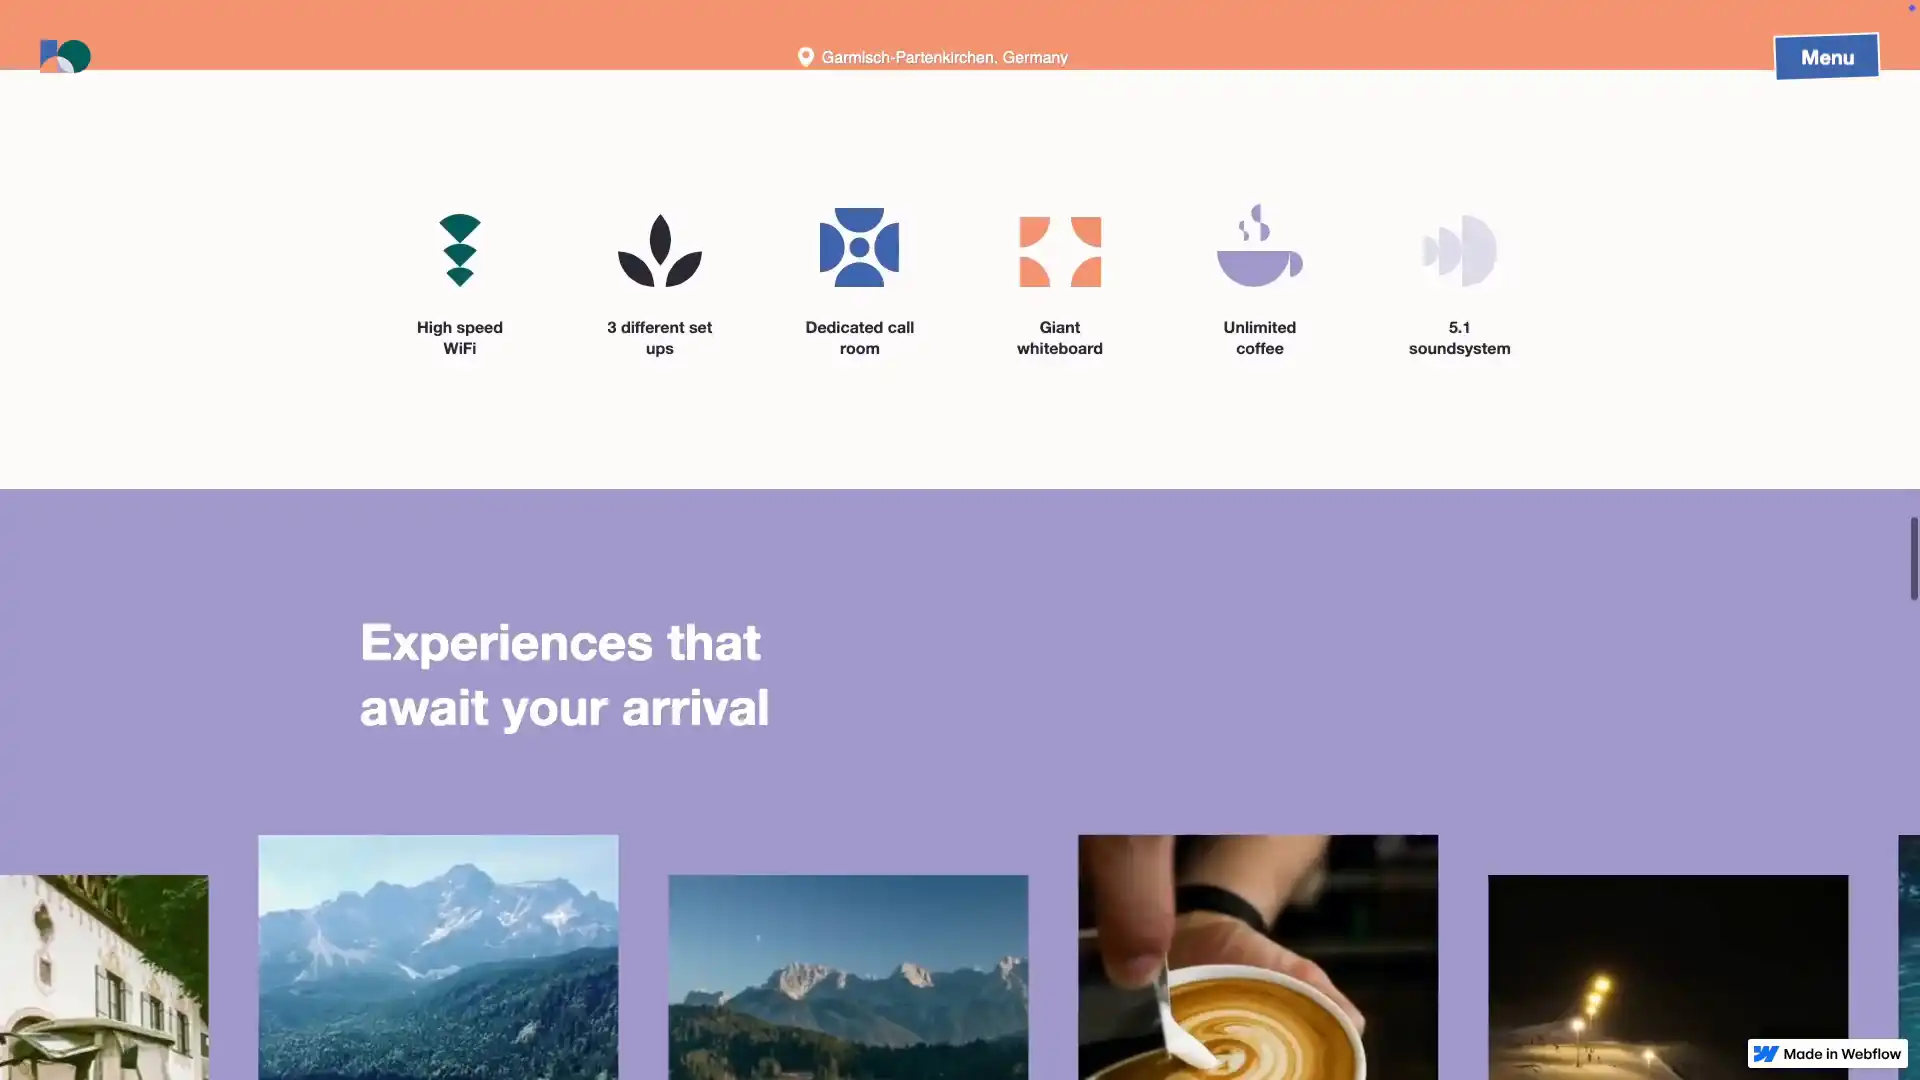 Garmisch-Partenkirchen, Germany
Menu
High speed
WiFi
3 different set
ups
Dedicated call
room
Giant
whiteboard
Unlimited
coffee
5.1
soundsystem
Experiences that
await your arrival
Made in Webflow